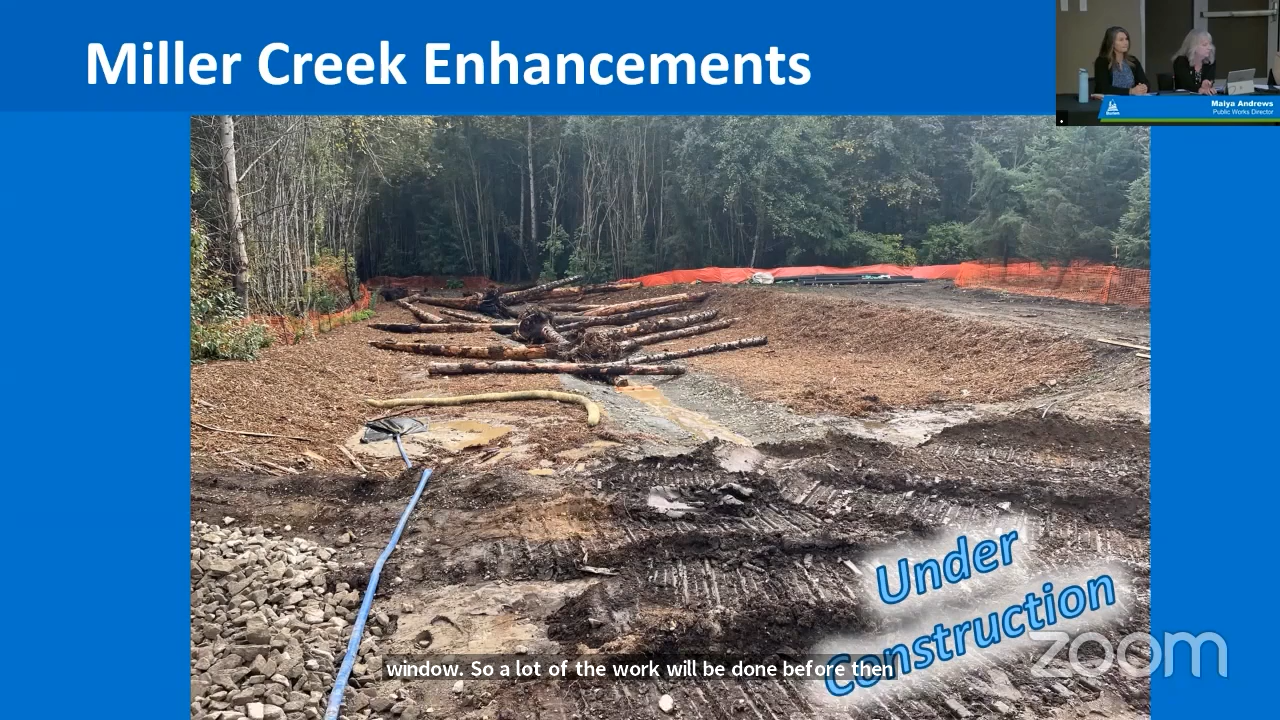 Miller Creek Enhancements
Maiya Andrews
Public Works Director
Burien
Under
Construction
window. So a lot of the work will be done before then
zoom